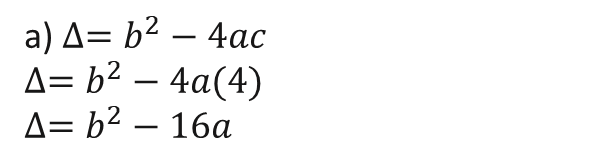 a) Δ= b² − 4ac
Δ= b² − 4a(4)
Δ= b² − 16a